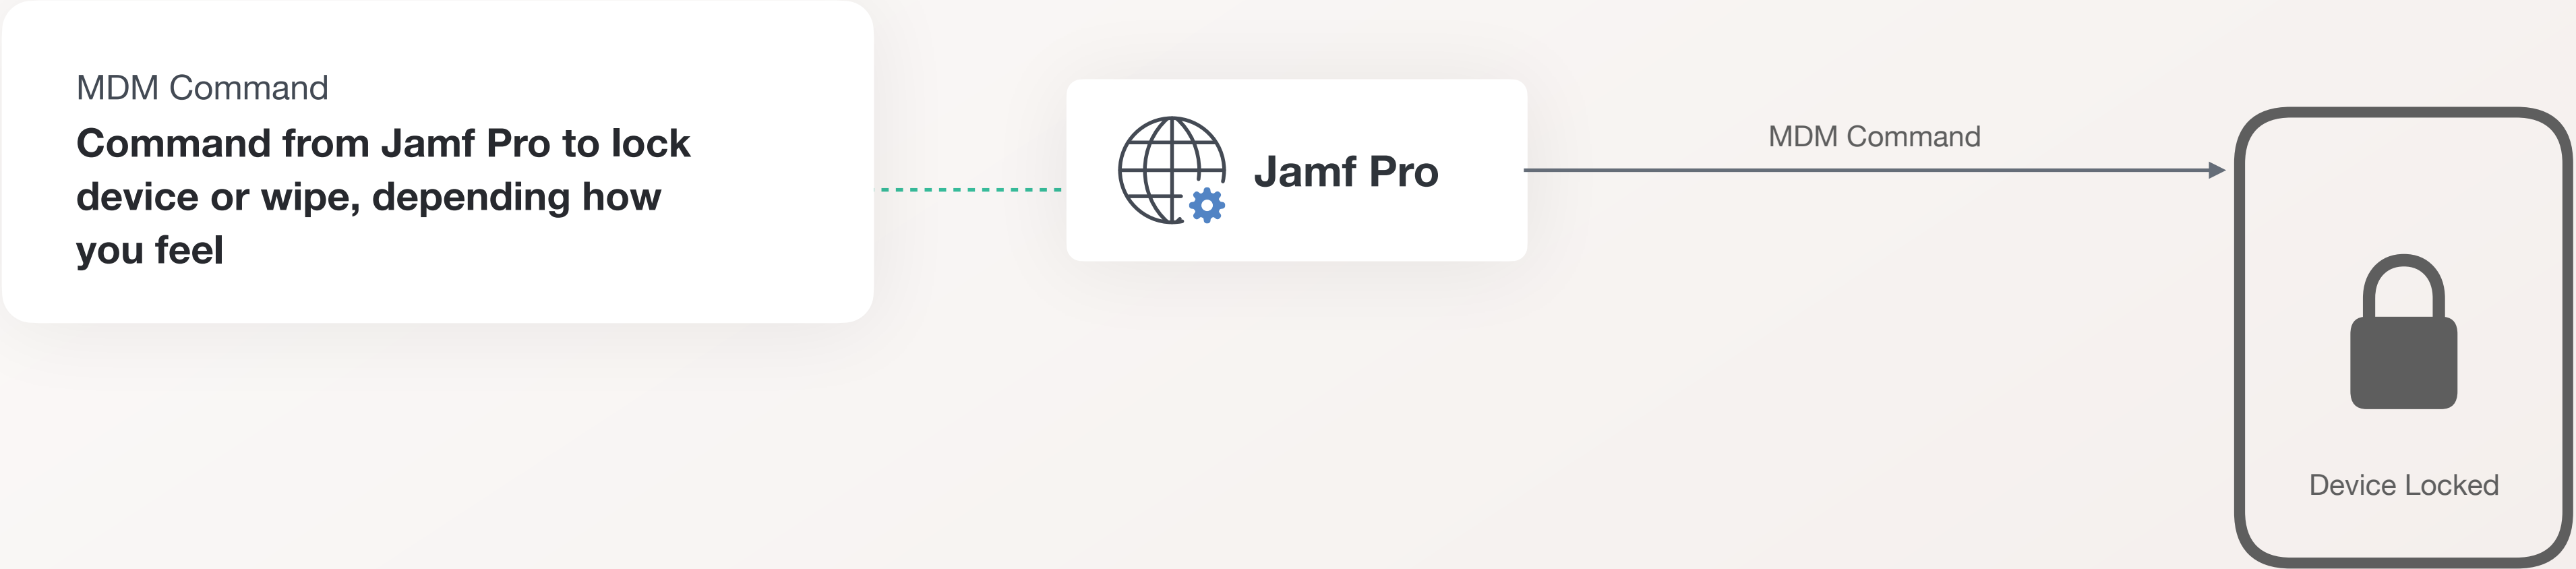 MDM Command
Command from Jamf Pro to lock
device or wipe, depending how
you feel
Jamf Pro
MDM Command
Device Locked